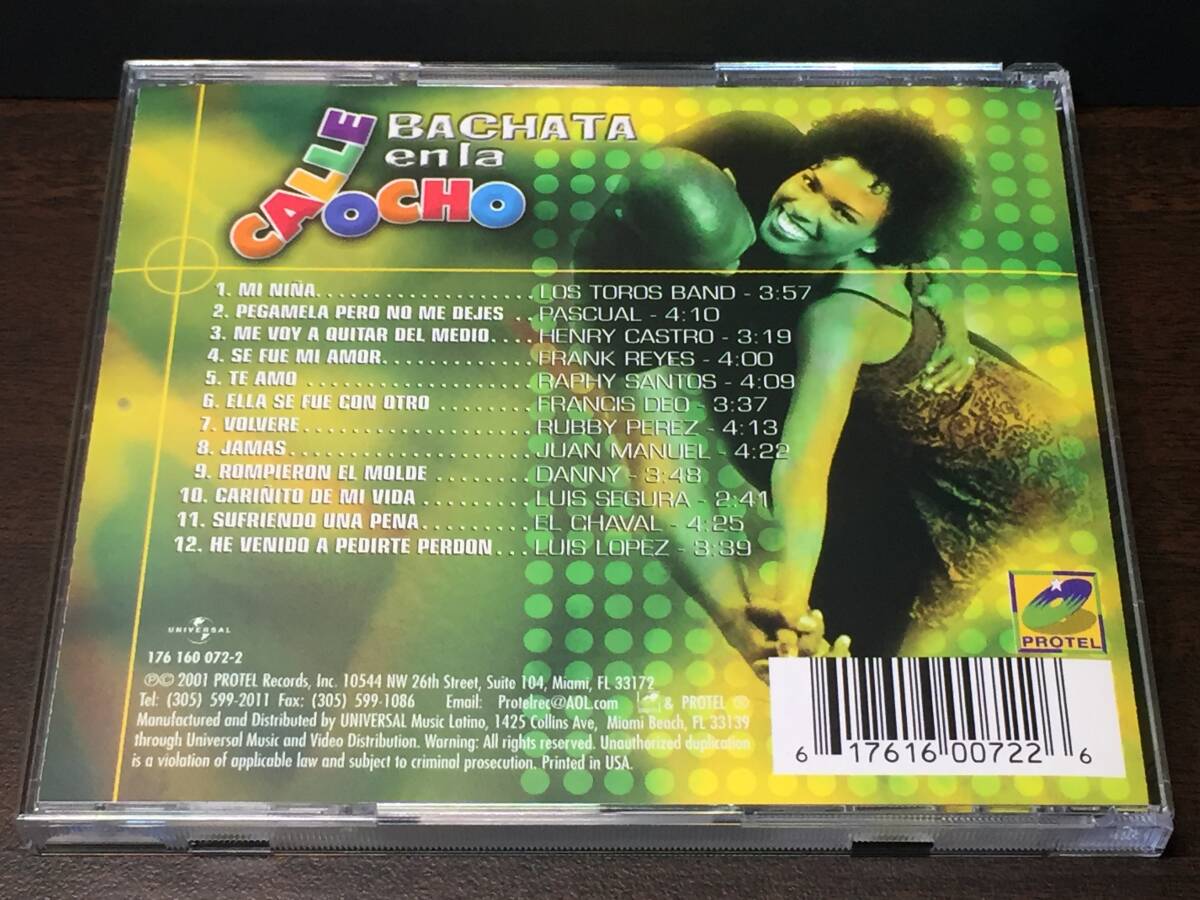 BACHATA
en la
CALLE
OCHO
1. MI NIÑA..................... LOS TOROS BAND - 3:57
2. PEGAMELA PERO NO ME DEJES .. PASCUAL - 4:10
3. ME VOY A QUITAR DEL MEDIO.... HENRY CASTRO - 3:19
4. SE FUE MI AMOR.............. FRANK REYES - 4:00
5. TE AMO ..................... RAPHY SANTOS - 4:09
6. ELLA SE FUE CON OTRO ........ FRANCIS DEO - 3:37
7. VOLVERE..................... RUBBY PEREZ - 4:13
8. JAMAS....................... JUAN MANUEL - 4:22
9. ROMPIERON EL MOLDE ......... DANNY - 3:48
10. CARIÑITO DE MI VIDA ......... LUIS SEGURA - 2:41
11. SUFRIENDO UNA PENA......... EL CHAVAL - 4:25
12. HE VENIDO A PEDIRTE PERDON... LUIS LOPEZ - 3:39
UNIVERSAL
176 160 072-2
PROTEL
℗© 2001 PROTEL Records, Inc. 10544 NW 26th Street, Suite 104, Miami, FL 33172
Tel: (305) 599-2011 Fax: (305) 599-1086 Email: Protelrec@AOL.com & PROTEL
Manufactured and Distributed by UNIVERSAL Music Latino, 1425 Collins Ave, Miami Beach, FL 33139
through Universal Music and Video Distribution. Warning: All rights reserved. Unauthorized duplication
is a violation of applicable law and subject to criminal prosecution. Printed in USA.
6 17616 00722 6